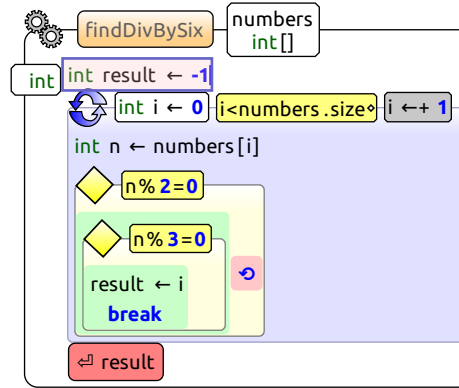 findDivBySix
numbers
int[]
int
int result ← -1
int i ← 0 i<numbers.size⋄ i ←+ 1
int n ← numbers[i]
n% 2=0
n% 3=0
result ← i
break
⟲
⏎ result